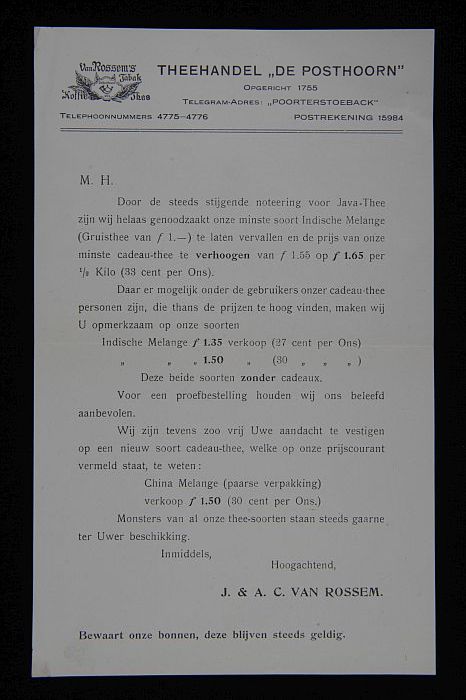 Van Rossem's
Tabak
Koffie Thee
THEEHANDEL „DE POSTHOORN"
OPGERICHT 1755
TELEGRAM-ADRES: „POORTERSTOEBACK"
TELEPHOONNUMMERS 4775–4776 POSTREKENING 15984
M. H.
Door de steeds stijgende noteering voor Java-Thee
zijn wij helaas genoodzaakt onze minste soort Indische Melange
(Gruisthee van f 1.—) te laten vervallen en de prijs van onze
minste cadeau-thee te verhoogen van f 1.55 op f 1.65 per
1/2 Kilo (33 cent per Ons).
Daar er mogelijk onder de gebruikers onzer cadeau-thee
personen zijn, die thans de prijzen te hoog vinden, maken wij
U opmerkzaam op onze soorten
Indische Melange f 1.35 verkoop (27 cent per Ons)
„ „ „ 1.50 „ (30 „ „ „ )
Deze beide soorten zonder cadeaux.
Voor een proefbestelling houden wij ons beleefd
aanbevolen.
Wij zijn tevens zoo vrij Uwe aandacht te vestigen
op een nieuw soort cadeau-thee, welke op onze prijscourant
vermeld staat, te weten:
China Melange (paarse verpakking)
verkoop f 1.50 (30 cent per Ons.)
Monsters van al onze thee-soorten staan steeds gaarne
ter Uwer beschikking.
Inmiddels,
Hoogachtend,
J. & A. C. VAN ROSSEM.
Bewaart onze bonnen, deze blijven steeds geldig.